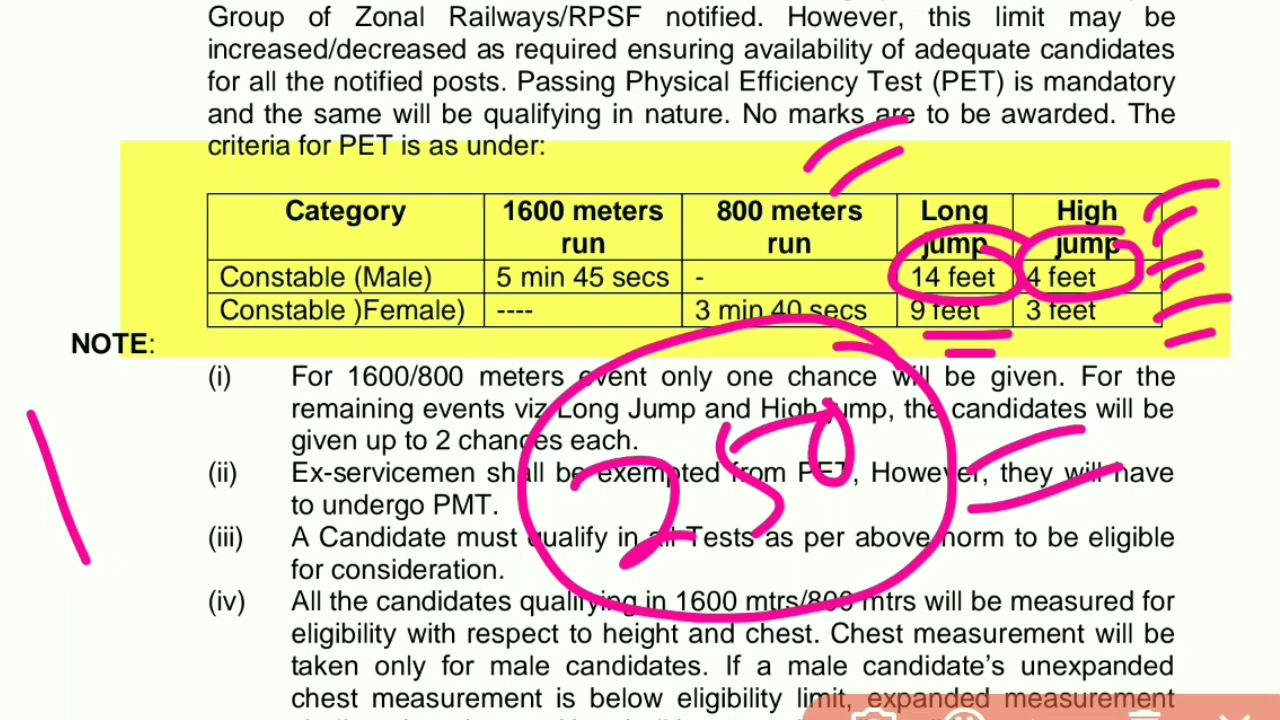 Group of Zonal Railways/RPSF notified. However, this limit may be
increased/decreased as required ensuring availability of adequate candidates
for all the notified posts. Passing Physical Efficiency Test (PET) is mandatory
and the same will be qualifying in nature. No marks are to be awarded. The
criteria for PET is as under:
Category 1600 meters run 800 meters run Long jump High jump
Constable (Male) 5 min 45 secs - 14 feet 4 feet
Constable )Female) ---- 3 min 40 secs 9 feet 3 feet
NOTE:
(i) For 1600/800 meters event only one chance will be given. For the
remaining events viz Long Jump and High jump, the candidates will be
given up to 2 chances each.
(ii) Ex-servicemen shall be exempted from PET, However, they will have
to undergo PMT.
250
(iii) A Candidate must qualify in all Tests as per above norm to be eligible
for consideration.
(iv) All the candidates qualifying in 1600 mtrs/800 mtrs will be measured for
eligibility with respect to height and chest. Chest measurement will be
taken only for male candidates. If a male candidate's unexpanded
chest measurement is below eligibility limit, expanded measurement